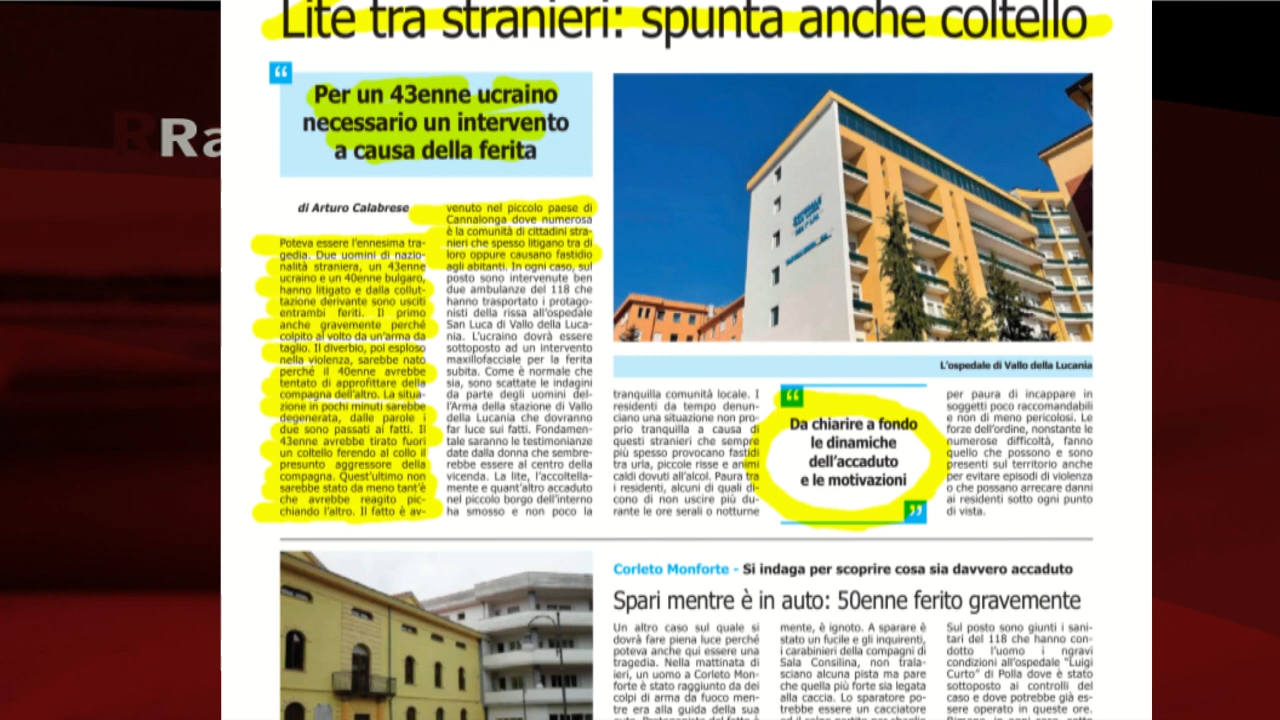 RRa
Lite tra stranieri: spunta anche coltello
“
Per un 43enne ucraino
necessario un intervento
a causa della ferita
di Arturo Calabrese
Poteva essere l'ennesima tra-
gedia. Due uomini di nazio-
nalità straniera, un 43enne
ucraino e un 40enne bulgaro,
hanno litigato e dalla collut-
tazione derivante sono usciti
entrambi feriti. Il primo
anche gravemente perché
colpito al volto da un'arma da
taglio. Il diverbio, poi esploso
nella violenza, sarebbe nato
perché il 40enne avrebbe
tentato di approfittare della
compagna dell'altro. La situa-
zione in pochi minuti sarebbe
degenerata, dalle parole i
due sono passati ai fatti. Il
43enne avrebbe tirato fuori
un coltello ferendo al collo il
presunto aggressore della
compagna. Quest'ultimo non
sarebbe stato da meno tant'è
che avrebbe reagito pic-
chiando l'altro. Il fatto è av-
venuto nel piccolo paese di
Cannalonga dove numerosa
è la comunità di cittadini stra-
nieri che spesso litigano tra di
loro oppure causano fastidio
agli abitanti. In ogni caso, sul
posto sono intervenute ben
due ambulanze del 118 che
hanno trasportato i protago-
nisti della rissa all'ospedale
San Luca di Vallo della Luca-
nia. L'ucraino dovrà essere
sottoposto ad un intervento
maxillofacciale per la ferita
subita. Come è normale che
sia, sono scattate le indagini
da parte degli uomini del-
l'Arma della stazione di Vallo
della Lucania che dovranno
far luce sui fatti. Fondamen-
tale saranno le testimonianze
date dalla donna che sembre-
rebbe essere al centro della
vicenda. La lite, l'accoltella-
mente e quant'altro accaduto
nel piccolo borgo dell'interno
ha smosso e non poco la
L'ospedale di Vallo della Lucania
tranquilla comunità locale. I
residenti da tempo denun-
ciano una situazione non pro-
prio tranquilla a causa di
questi stranieri che sempre
più spesso provocano fastidi
tra urla, piccole risse e animi
caldi dovuti all'alcol. Paura tra
i residenti, alcuni di quali di-
cono di non uscire più du-
rante le ore serali o notturne
“
Da chiarire a fondo
le dinamiche
dell'accaduto
e le motivazioni
”
per paura di incappare in
soggetti poco raccomandabili
e non di meno pericolosi. Le
forze dell'ordine, nonstante le
numerose difficoltà, fanno
quello che possono e sono
presenti sul territorio anche
per evitare episodi di violenza
o che possano arrecare danni
ai residenti sotto ogni punto
di vista.
Corleto Monforte - Si indaga per scoprire cosa sia davvero accaduto
Spari mentre è in auto: 50enne ferito gravemente
Un altro caso sul quale si
dovrà fare piena luce perché
poteva anche qui essere una
tragedia. Nella mattinata di
ieri, un uomo a Corleto Mon-
forte è stato raggiunto da dei
colpi di arma da fuoco men-
tre era alla guida della sua
mente, è ignoto. A sparare è
stato un fucile e gli inquirenti,
i carabinieri della compagni di
Sala Consilina, non trala-
sciano alcuna pista ma pare
che quella più forte sia legata
alla caccia. Lo sparatore po-
trebbe essere un cacciatore
Sul posto sono giunti i sani-
tari del 118 che hanno con-
dotto l'uomo i ngravi
condizioni all'ospedale "Luigi
Curto" di Polla dove è stato
sottoposto ai controlli del
caso e dove potrebbe già es-
sere operato in queste ore.